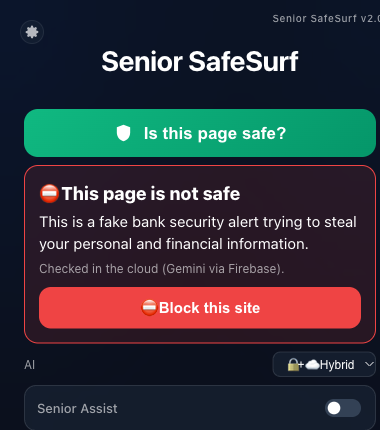 Senior SafeSurf v2.0
Senior SafeSurf
Is this page safe?
⛔This page is not safe
This is a fake bank security alert trying to steal
your personal and financial information.
Checked in the cloud (Gemini via Firebase).
⛔Block this site
AI
🔒+☁️Hybrid
Senior Assist